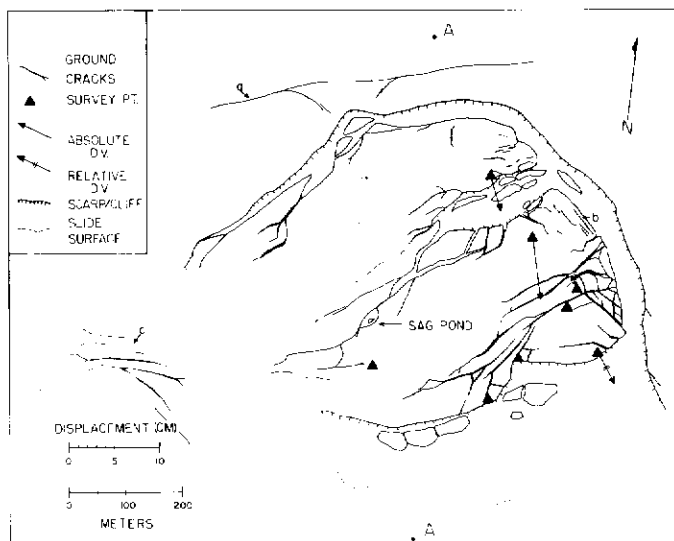 GROUND
CRACKS
SURVEY PT.
ABSOLUTE
D.V.
RELATIVE
D.V.
SCARP/CLIFF
SLIDE
SURFACE
A
N
a
b
SAG POND
c
DISPLACEMENT (CM)
0 5 10
0 100 200
METERS
A